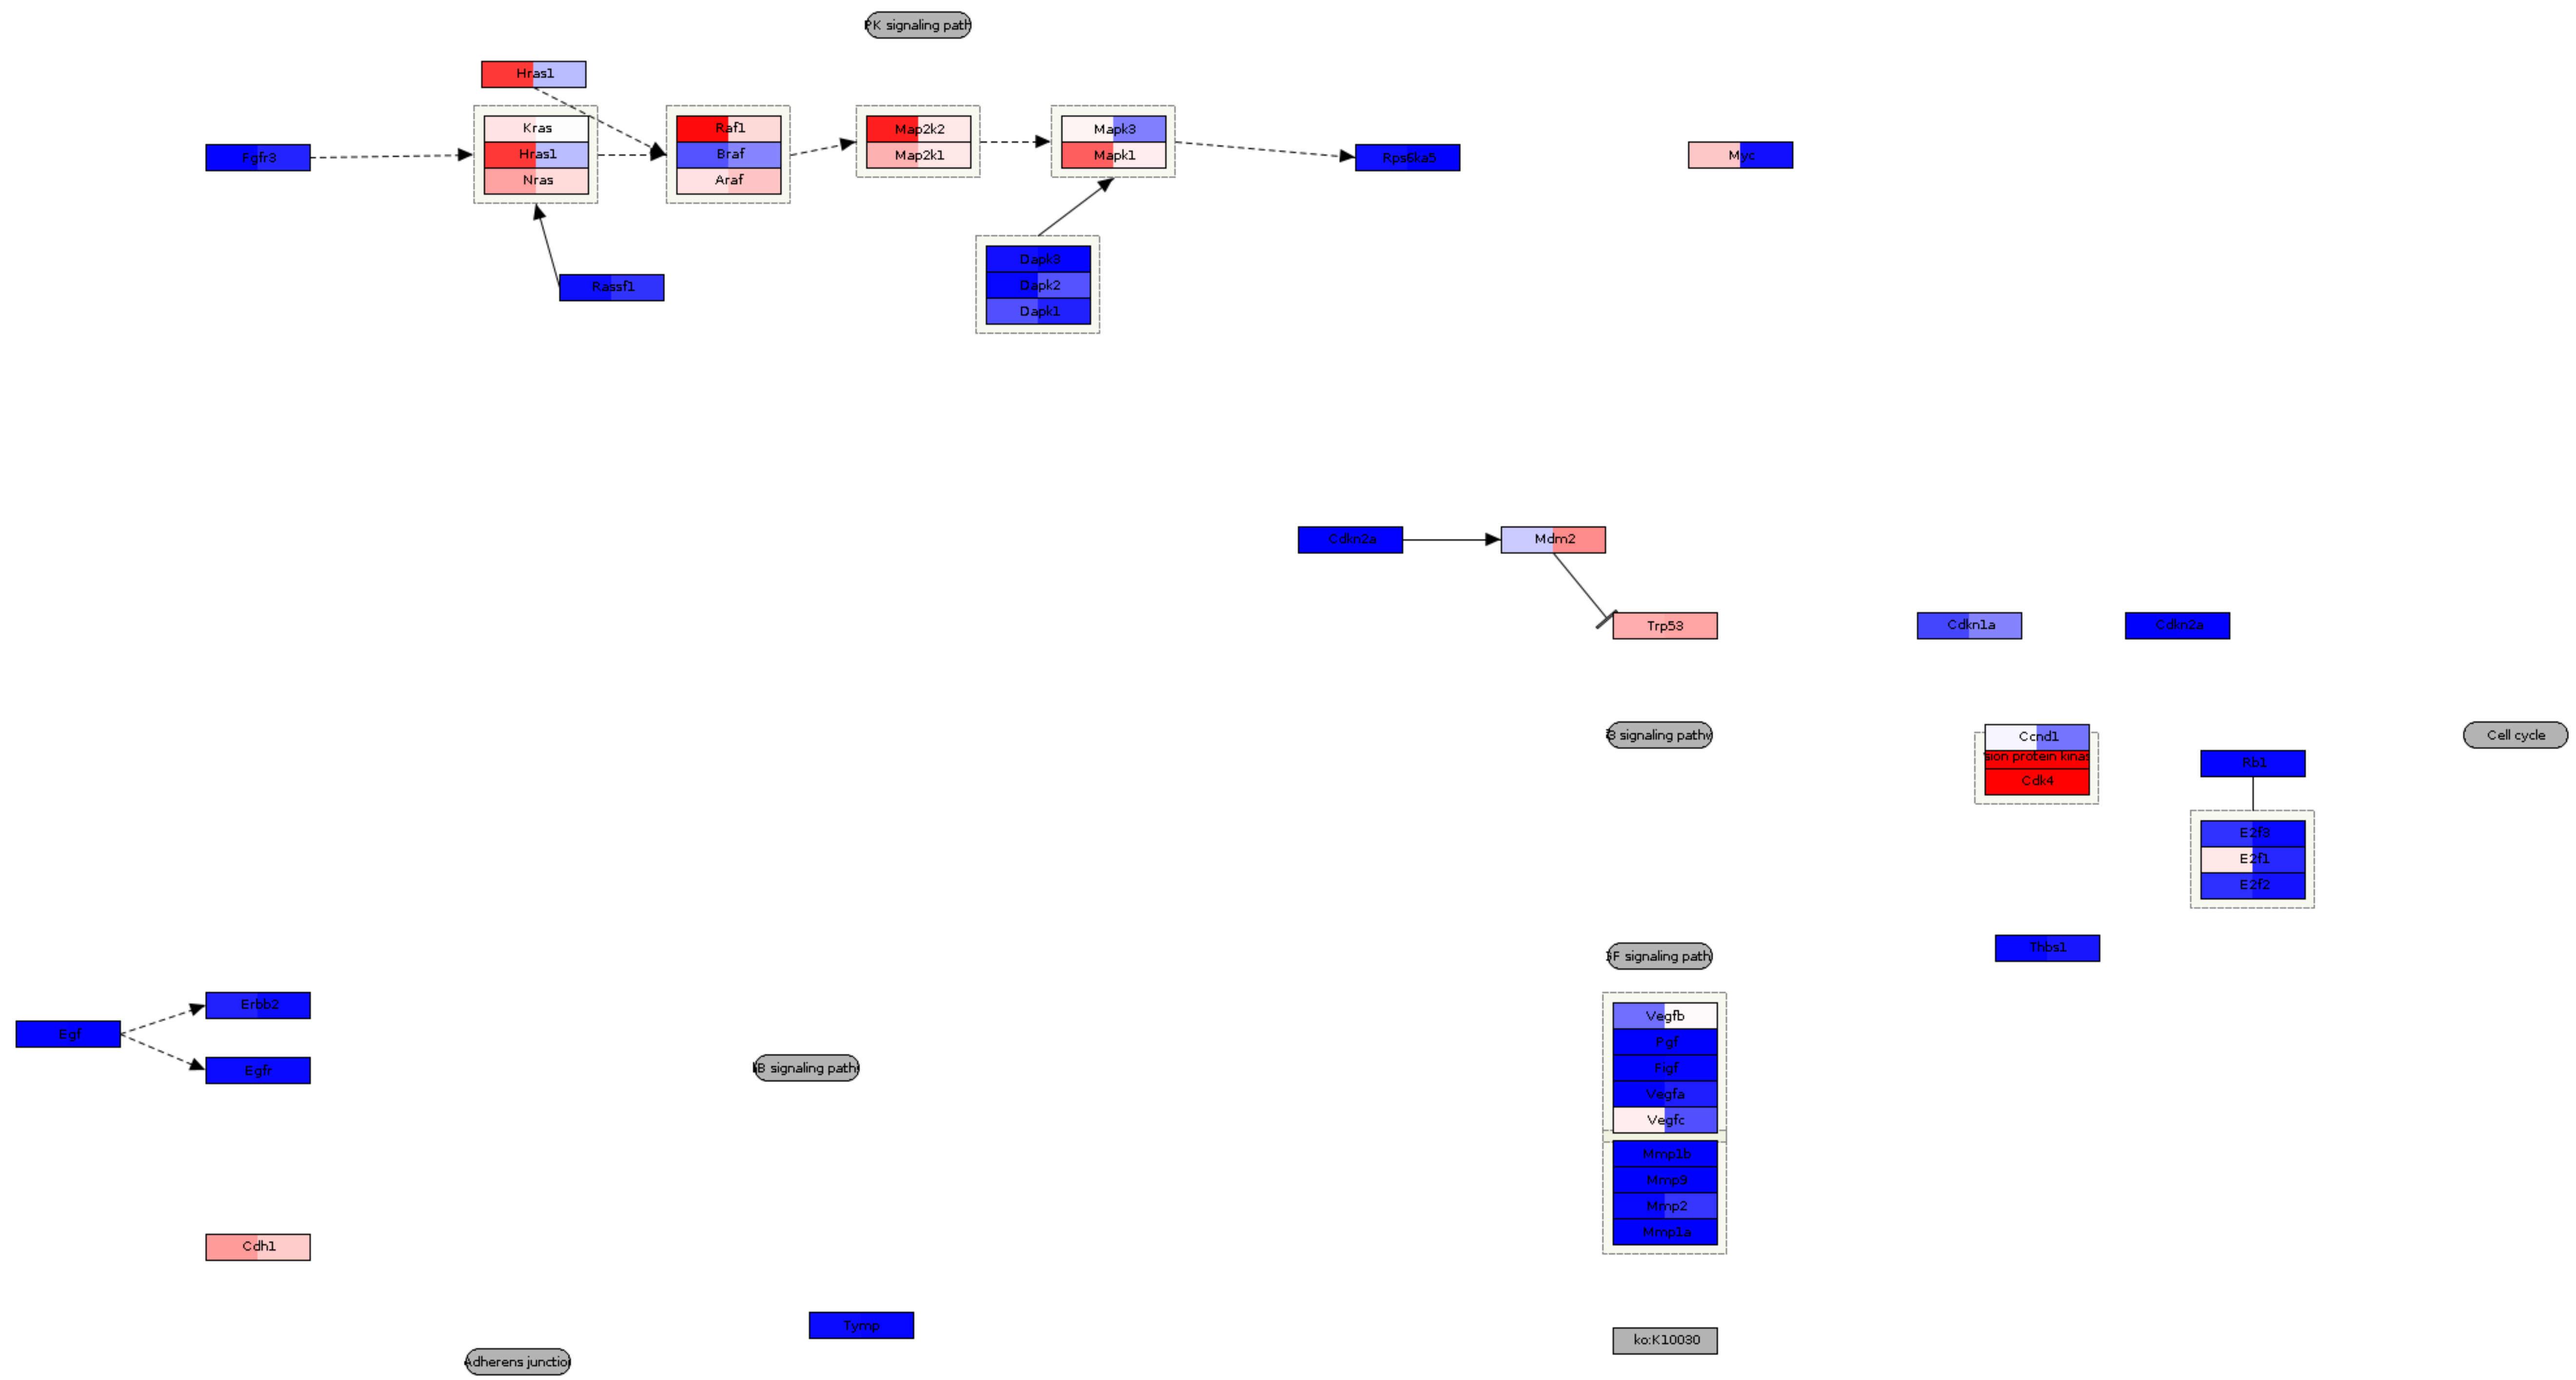 PK signaling path
Hras1
Kras
Hras1
Nras
Raf1
Braf
Araf
Map2k2
Map2k1
Mapk3
Mapk1
Fgfr3
Rps6ka5
Myc
Rassf1
Dapk3
Dapk2
Dapk1
Cdkn2a
Mdm2
Trp53
Cdkn1a
Cdkn2a
3 signaling pathw
Cell cycle
Ccnd1
sion protein kinas
Cdk4
Rb1
E2f3
E2f1
E2f2
Thbs1
GF signaling path
Erbb2
Egf
Egfr
B signaling path
Vegfb
Pgf
Figf
Vegfa
Vegfc
Mmp1b
Mmp9
Mmp2
Mmp1a
Cdh1
Tymp
ko:K10030
Adherens junction